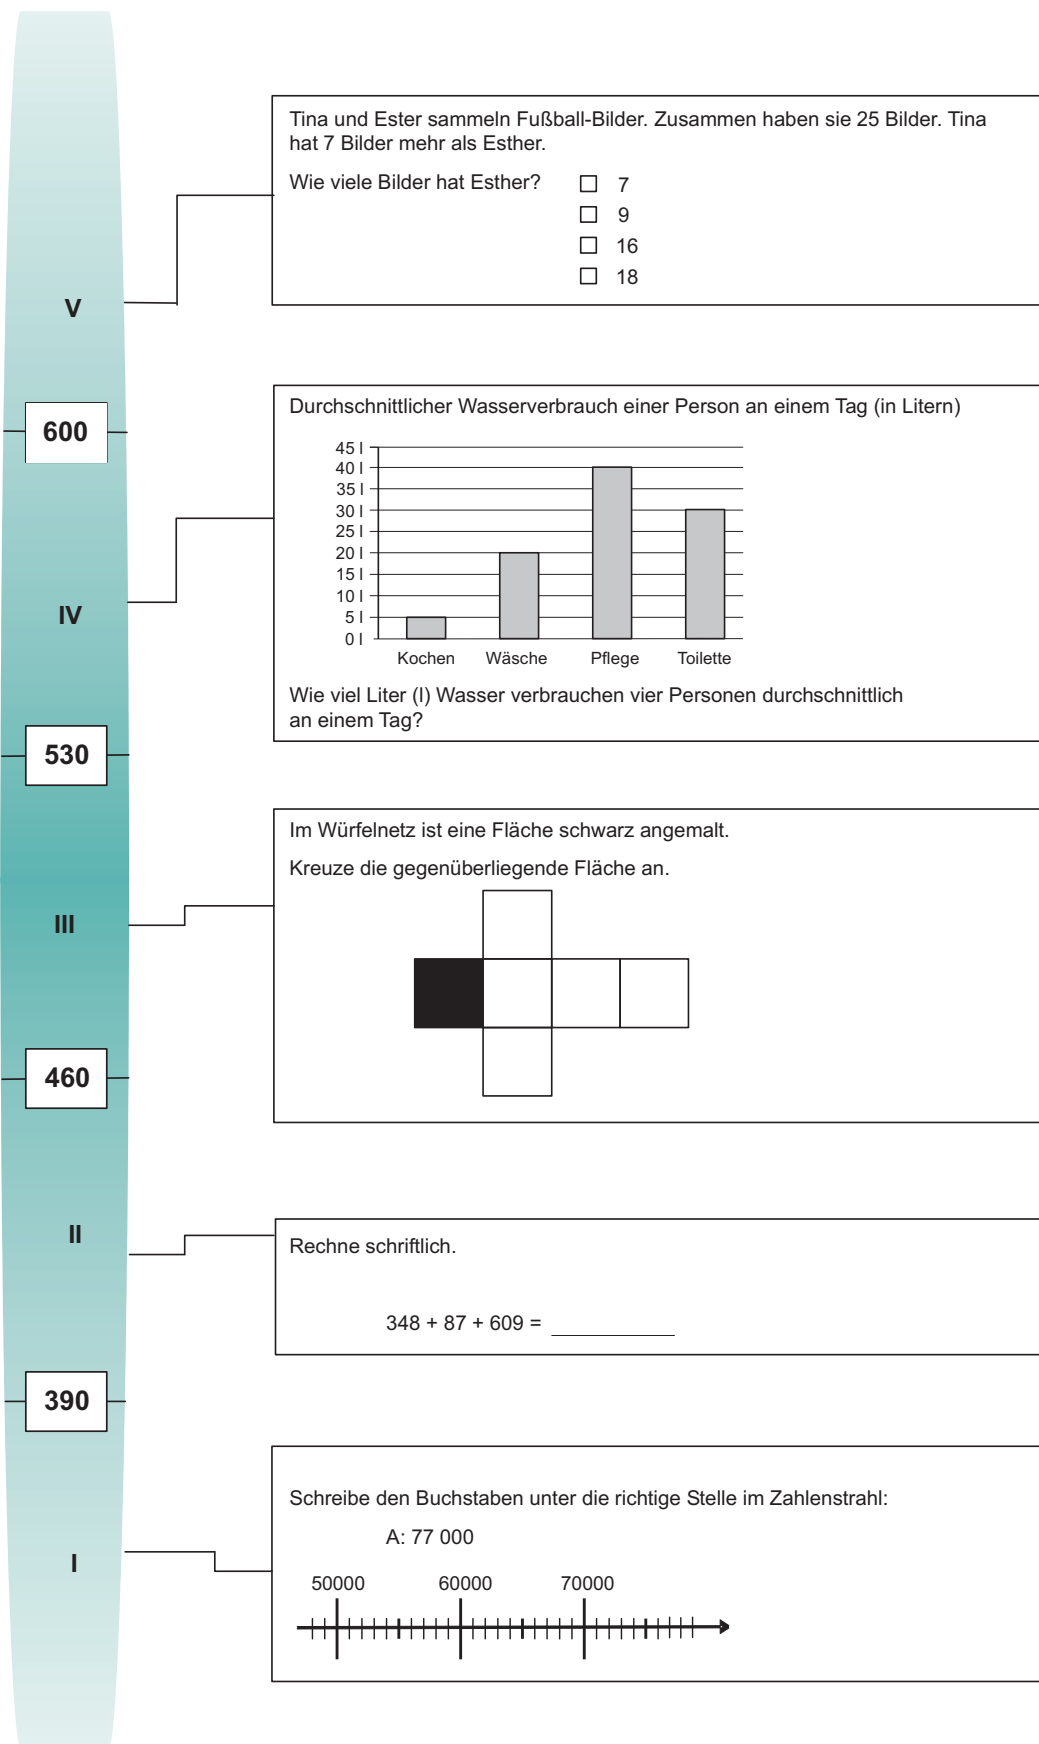 Tina und Ester sammeln Fußball-Bilder. Zusammen haben sie 25 Bilder. Tina
hat 7 Bilder mehr als Esther.
Wie viele Bilder hat Esther?
7
9
16
18
V
600
Durchschnittlicher Wasserverbrauch einer Person an einem Tag (in Litern)
45 l
40 l
35 l
30 l
25 l
20 l
15 l
10 l
5 l
0 l
Kochen Wäsche Pflege Toilette
Wie viel Liter (l) Wasser verbrauchen vier Personen durchschnittlich
an einem Tag?
IV
530
Im Würfelnetz ist eine Fläche schwarz angemalt.
Kreuze die gegenüberliegende Fläche an.
III
460
II
Rechne schriftlich.
348 + 87 + 609 = ___________
390
Schreibe den Buchstaben unter die richtige Stelle im Zahlenstrahl:
A: 77 000
I
50000 60000 70000